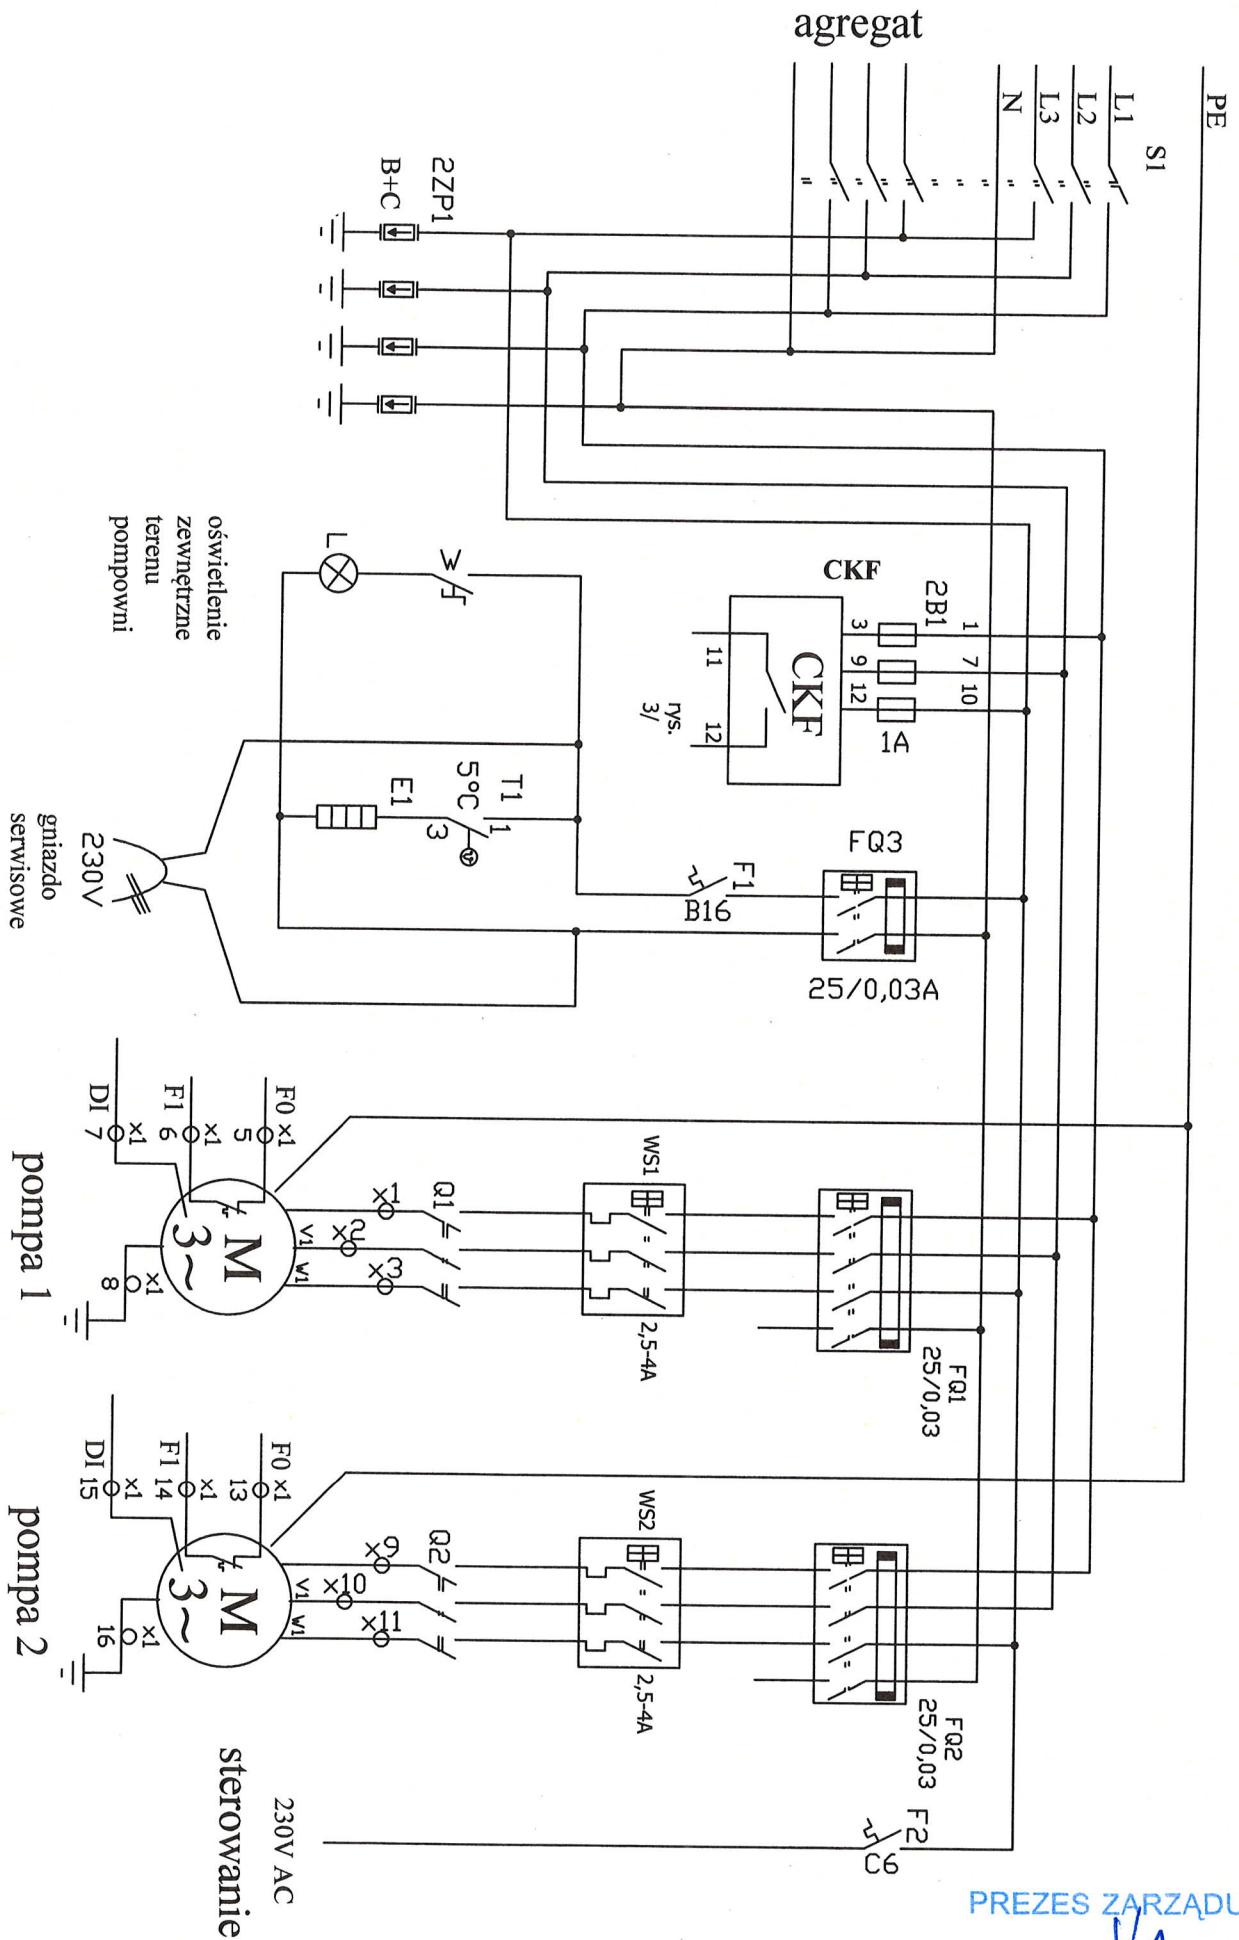 agregat
PE
S1
L1
L2
L3
N
2ZP1
B+C
oświetlenie
zewnętrzne
terenu
pompowni
L
W
CKF
2B1
1
7
10
3
9
12
1A
CKF
11
12
rys.
3/
T1
5°C
1
3
E1
gniazdo
serwisowe
230V
F1
B16
FQ3
25/0,03A
FQ1
25/0,03
WS1
2,5-4A
Q1
x1
x2
x3
V1
W1
M
3~
F0 x1
5
F1
x1
6
DI
x1
7
x1
8
pompa 1
FQ2
25/0,03
WS2
2,5-4A
Q2
x9
x10
x11
V1
W1
M
3~
F0 x1
13
F1
x1
14
DI
x1
15
x1
16
pompa 2
F2
C6
230V AC
sterowanie
PREZES ZARZĄDU